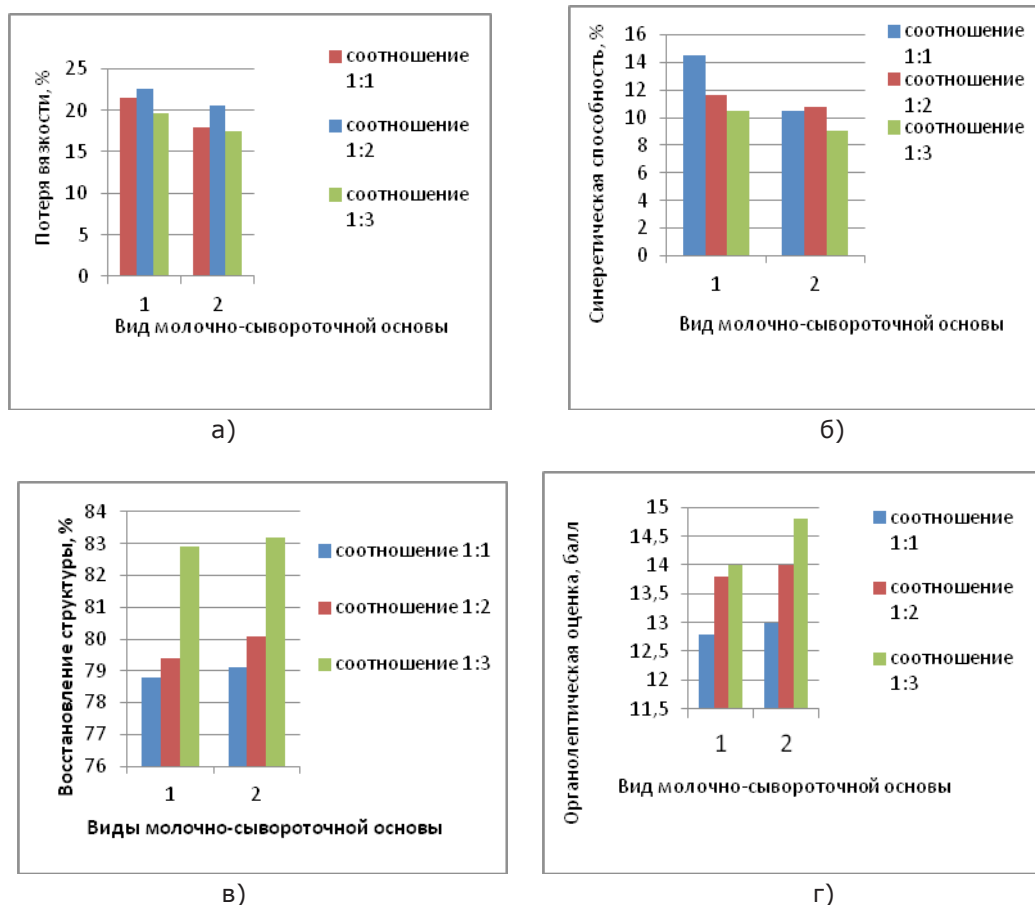 Потеря вязкости, %
25
20
15
10
5
0
1
2
Вид молочно-сывороточной основы
соотношение
1:1
соотношение
1:2
соотношение
1:3
а)
Синеретическая способность, %
16
14
12
10
8
6
4
2
0
1
2
Вид молочно-сывороточной основы
соотношение
1:1
соотношение
1:2
соотношение
1:3
б)
Восстановление структуры, %
84
83
82
81
80
79
78
77
76
1
2
Виды молочно-сывороточной основы
соотношение 1:1
соотношение 1:2
соотношение 1:3
в)
Органолептическая оценка, балл
15
14,5
14
13,5
13
12,5
12
11,5
1
2
Вид молочно-сывороточной основы
соотношение
1:1
соотношение
1:2
соотношение
1:3
г)